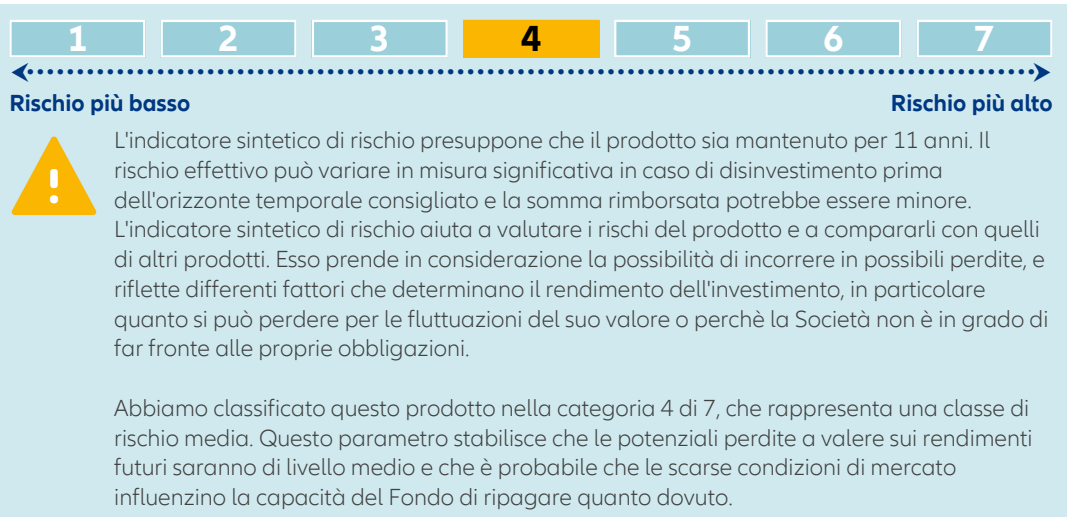 1 2 3 4 5 6 7
Rischio più basso Rischio più alto
L'indicatore sintetico di rischio presuppone che il prodotto sia mantenuto per 11 anni. Il
rischio effettivo può variare in misura significativa in caso di disinvestimento prima
dell'orizzonte temporale consigliato e la somma rimborsata potrebbe essere minore.
L'indicatore sintetico di rischio aiuta a valutare i rischi del prodotto e a compararli con quelli
di altri prodotti. Esso prende in considerazione la possibilità di incorrere in possibili perdite, e
riflette differenti fattori che determinano il rendimento dell'investimento, in particolare
quanto si può perdere per le fluttuazioni del suo valore o perchè la Società non è in grado di
far fronte alle proprie obbligazioni.
Abbiamo classificato questo prodotto nella categoria 4 di 7, che rappresenta una classe di
rischio media. Questo parametro stabilisce che le potenziali perdite a valere sui rendimenti
futuri saranno di livello medio e che è probabile che le scarse condizioni di mercato
influenzino la capacità del Fondo di ripagare quanto dovuto.